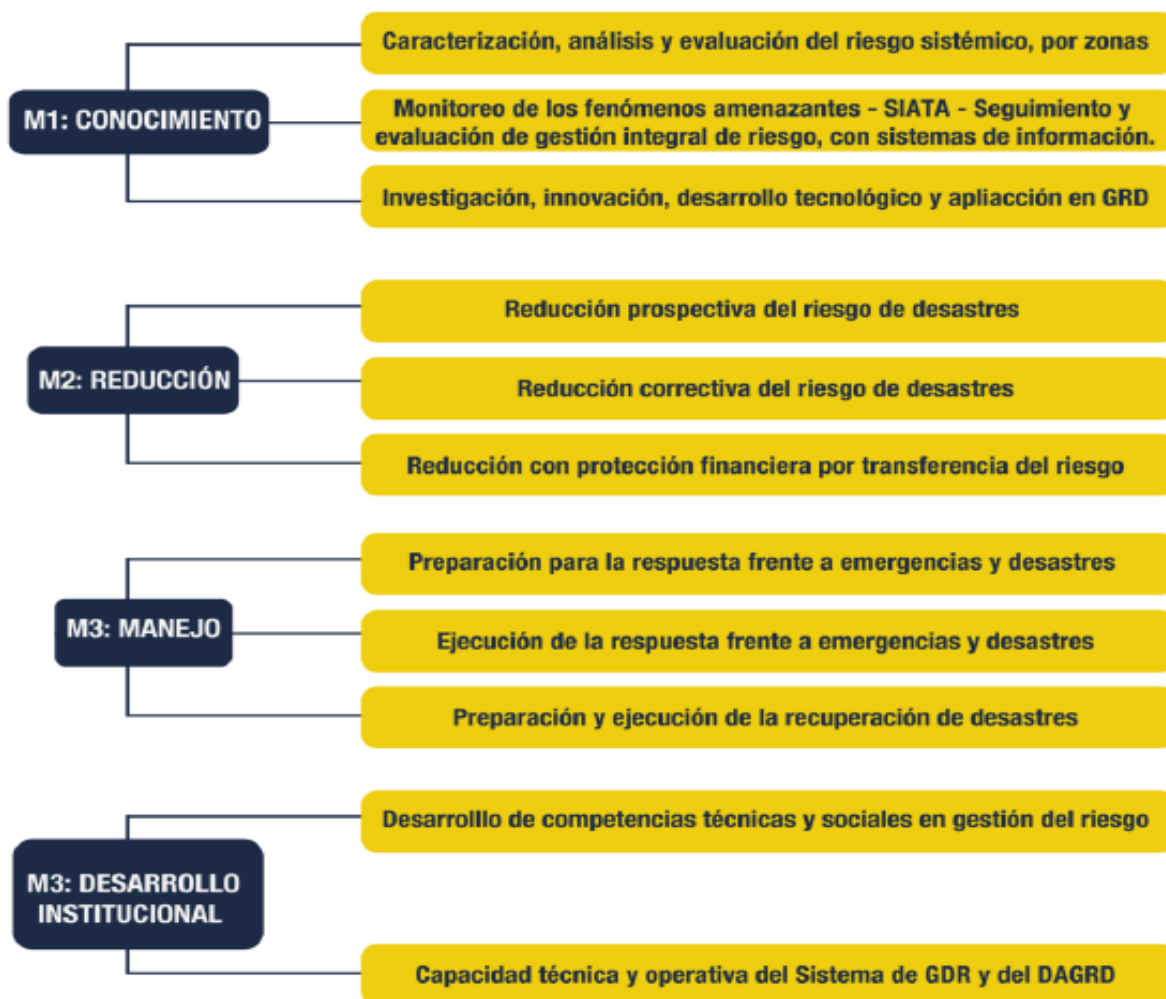 M1: CONOCIMIENTO
Caracterización, análisis y evaluación del riesgo sistémico, por zonas
Monitoreo de los fenómenos amenazantes - SIATA - Seguimiento y
evaluación de gestión integral de riesgo, con sistemas de información.
Investigación, innovación, desarrollo tecnológico y apliacción en GRD
M2: REDUCCIÓN
Reducción prospectiva del riesgo de desastres
Reducción correctiva del riesgo de desastres
Reducción con protección financiera por transferencia del riesgo
M3: MANEJO
Preparación para la respuesta frente a emergencias y desastres
Ejecución de la respuesta frente a emergencias y desastres
Preparación y ejecución de la recuperación de desastres
M3: DESARROLLO
INSTITUCIONAL
Desarrolllo de competencias técnicas y sociales en gestión del riesgo
Capacidad técnica y operativa del Sistema de GDR y del DAGRD